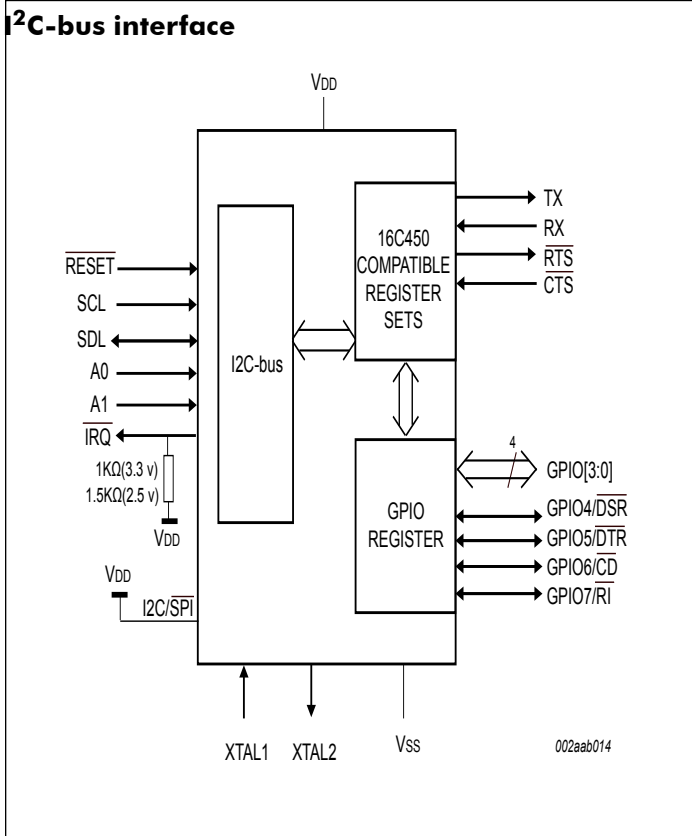 I²C-bus interface
VDD
RESET
SCL
SDL
A0
A1
IRQ
1KΩ(3.3 v)
1.5KΩ(2.5 v)
VDD
VDD
I2C/SPI
I2C-bus
16C450
COMPATIBLE
REGISTER
SETS
GPIO
REGISTER
TX
RX
RTS
CTS
4
GPIO[3:0]
GPIO4/DSR
GPIO5/DTR
GPIO6/CD
GPIO7/RI
XTAL1
XTAL2
VSS
002aab014